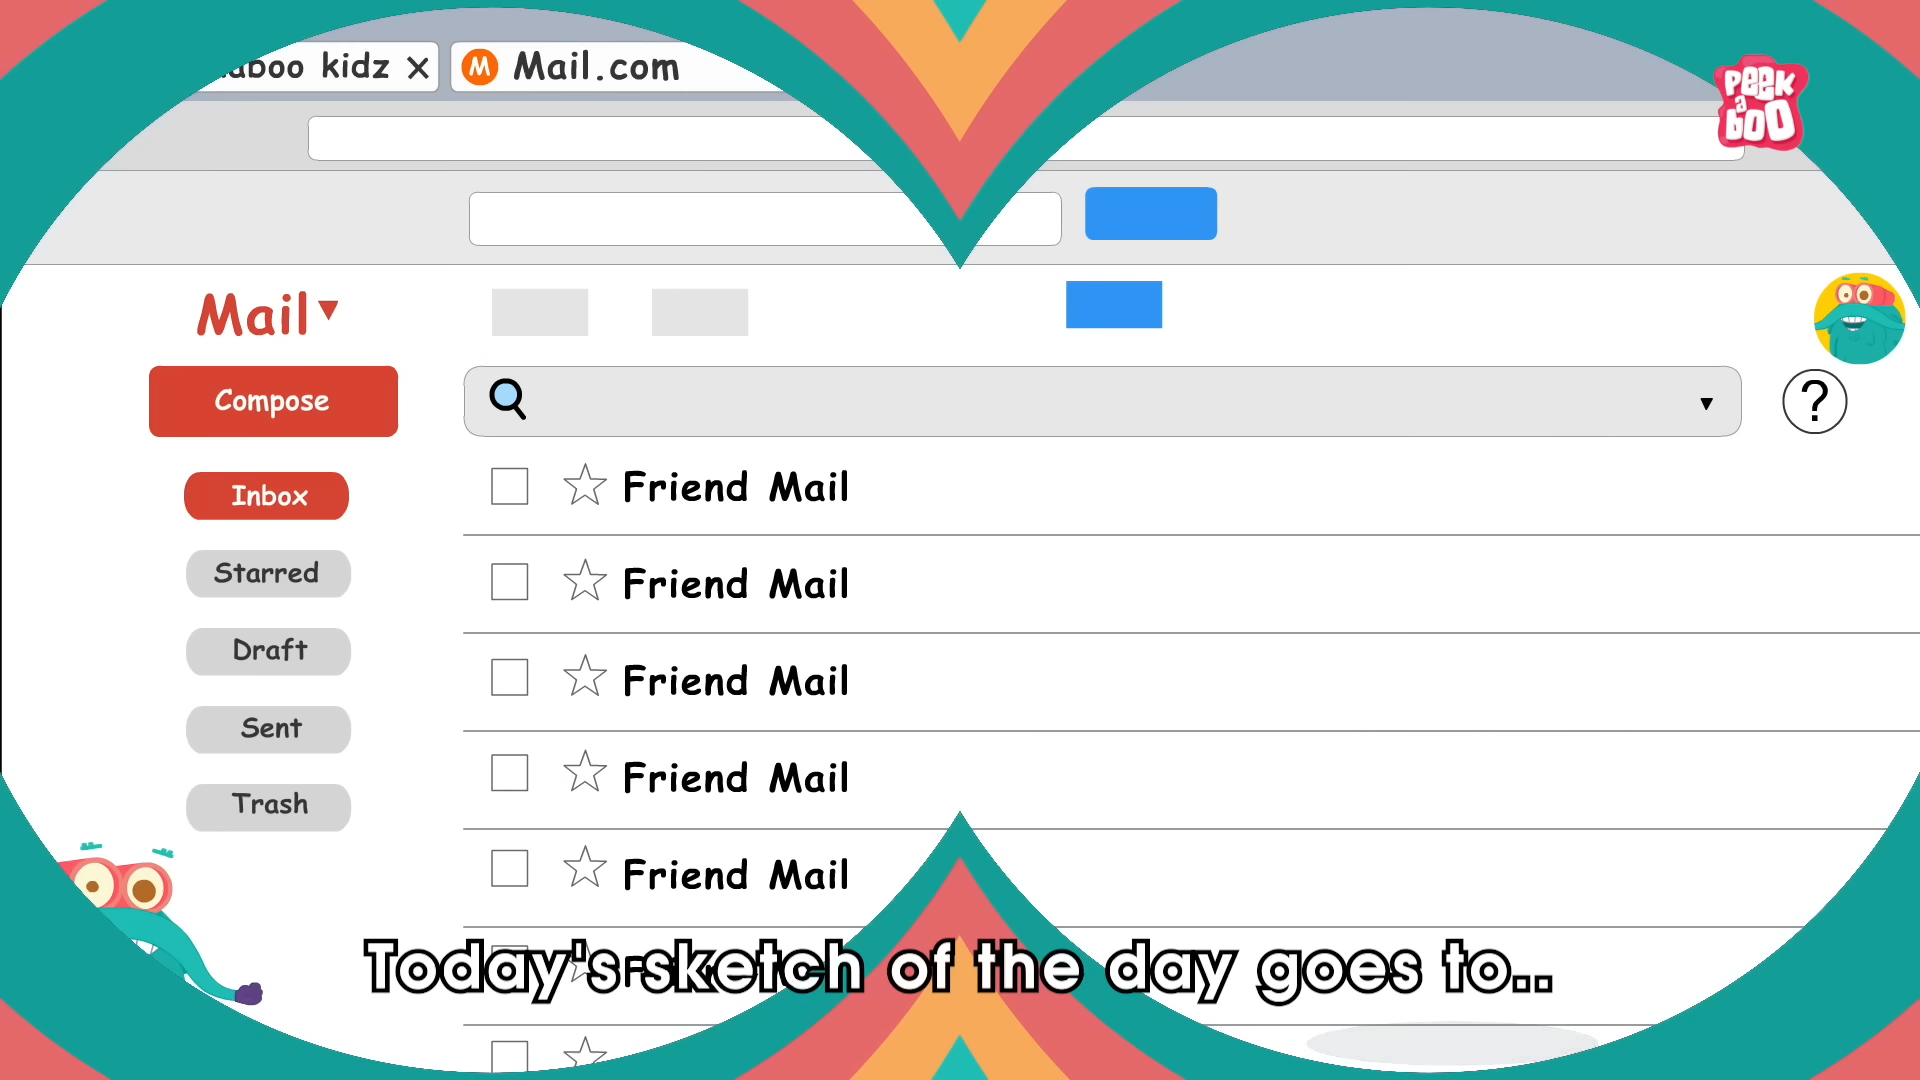 kidz X
M Mail.com
PEEK
a
BOO
Mail
Compose
?
Inbox
Friend Mail
Starred
Friend Mail
Draft
Friend Mail
Sent
Friend Mail
Trash
Friend Mail
Today's sketch of the day goes to..